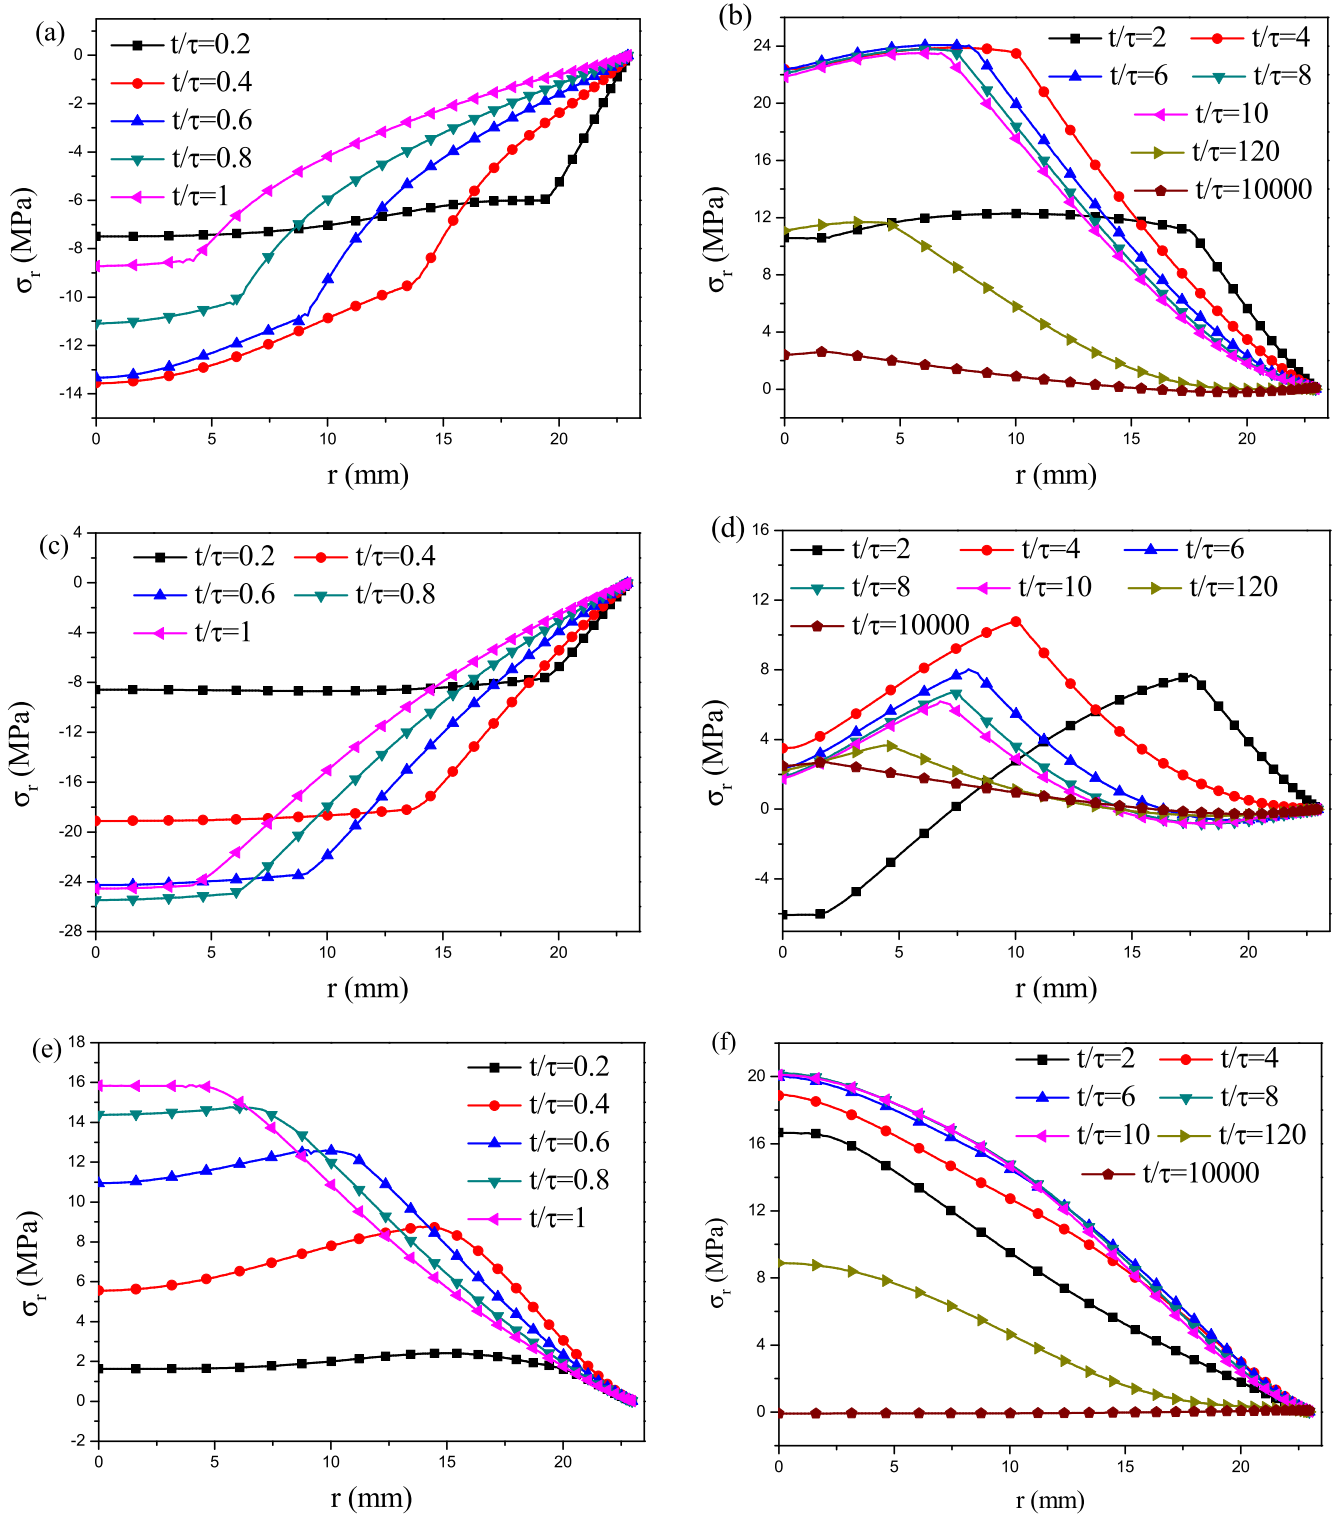 (a)
t/τ=0.2
t/τ=0.4
t/τ=0.6
t/τ=0.8
t/τ=1
0
-2
-4
-6
-8
-10
-12
-14
σr (MPa)
0 5 10 15 20
r (mm)
(b)
t/τ=2 t/τ=4
t/τ=6 t/τ=8
t/τ=10
t/τ=120
t/τ=10000
24
20
16
12
8
4
0
σr (MPa)
0 5 10 15 20
r (mm)
(c)
t/τ=0.2 t/τ=0.4
t/τ=0.6 t/τ=0.8
t/τ=1
4
0
-4
-8
-12
-16
-20
-24
-28
σr (MPa)
0 5 10 15 20
r (mm)
(d)
t/τ=2 t/τ=4 t/τ=6
t/τ=8 t/τ=10 t/τ=120
t/τ=10000
16
12
8
4
0
-4
σr (MPa)
0 5 10 15 20
r (mm)
(e)
t/τ=0.2
t/τ=0.4
t/τ=0.6
t/τ=0.8
t/τ=1
18
16
14
12
10
8
6
4
2
0
-2
σr (MPa)
0 5 10 15 20
r (mm)
(f)
t/τ=2 t/τ=4
t/τ=6 t/τ=8
t/τ=10 t/τ=120
t/τ=10000
20
16
12
8
4
0
σr (MPa)
0 5 10 15 20
r (mm)